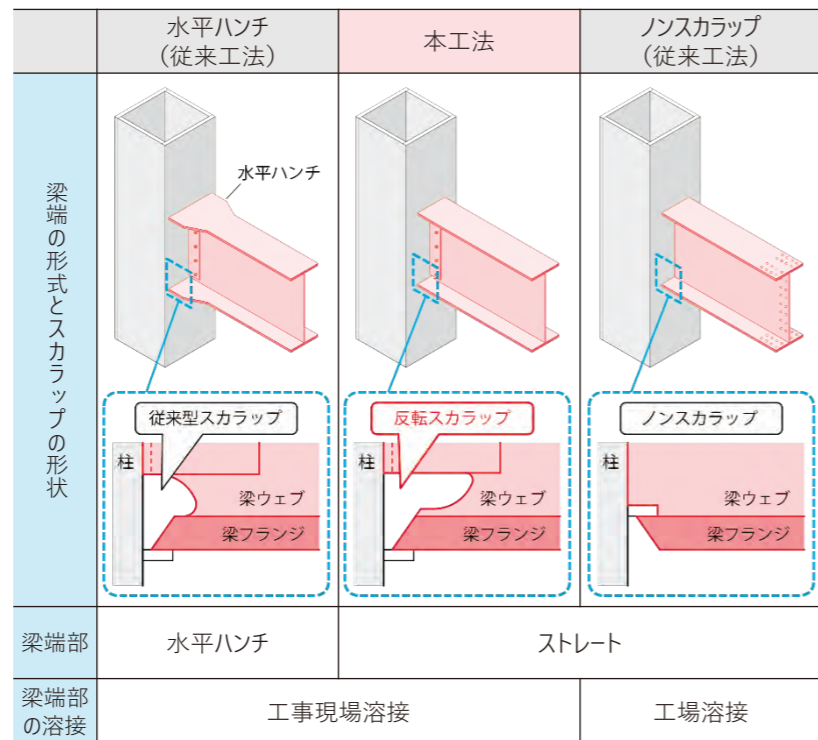 水平ハンチ
（従来工法）
本工法
ノンスカラップ
（従来工法）
梁端の形式とスカラップの形状
水平ハンチ
従来型スカラップ
柱
梁ウェブ
梁フランジ
反転スカラップ
柱
梁ウェブ
梁フランジ
ノンスカラップ
柱
梁ウェブ
梁フランジ
梁端部
水平ハンチ
ストレート
梁端部
の溶接
工事現場溶接
工場溶接